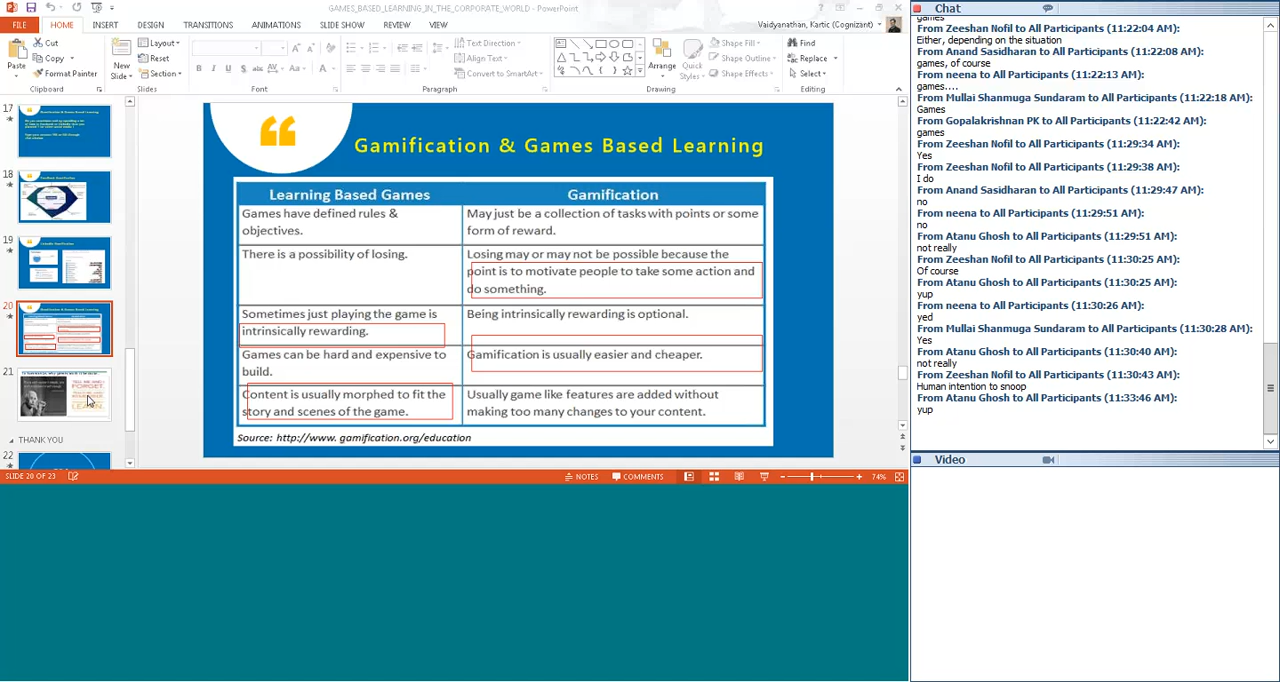 GAMES_BASED_LEARNING_IN_THE_CORPORATE_WORLD - PowerPoint
FILE HOME INSERT DESIGN TRANSITIONS ANIMATIONS SLIDE SHOW REVIEW VIEW
Vaidyanathan, Kartic (Cognizant)
Paste
Cut
Copy
Format Painter
Clipboard
New Slide
Layout
Reset
Section
Slides
B I U S abc AV Aa A
Font
Text Direction
Align Text
Convert to SmartArt
Paragraph
Arrange
Quick Styles
Shape Fill
Shape Outline
Shape Effects
Drawing
Find
Replace
Select
Editing
17
18
19
20
21
FORGET
LEARN
THANK YOU
22
Gamification & Games Based Learning
Learning Based Games
Gamification
Games have defined rules &
objectives.
May just be a collection of tasks with points or some
form of reward.
There is a possibility of losing.
Losing may or may not be possible because the
point is to motivate people to take some action and
do something.
Sometimes just playing the game is
intrinsically rewarding.
Being intrinsically rewarding is optional.
Games can be hard and expensive to
build.
Gamification is usually easier and cheaper.
Content is usually morphed to fit the
story and scenes of the game.
Usually game like features are added without
making too many changes to your content.
Source: http://www. gamification.org/education
SLIDE 20 OF 23
NOTES
COMMENTS
74%
Chat
games
From Zeeshan Nofil to All Participants (11:22:04 AM):
Either, depending on the situation
From Anand Sasidharan to All Participants (11:22:08 AM):
games, of course
From neena to All Participants (11:22:13 AM):
games....
From Mullai Shanmuga Sundaram to All Participants (11:22:18 AM):
Games
From Gopalakrishnan PK to All Participants (11:22:42 AM):
games
From Zeeshan Nofil to All Participants (11:29:34 AM):
Yes
From Zeeshan Nofil to All Participants (11:29:38 AM):
I do
From Anand Sasidharan to All Participants (11:29:47 AM):
no
From neena to All Participants (11:29:51 AM):
no
From Atanu Ghosh to All Participants (11:29:51 AM):
not really
From Zeeshan Nofil to All Participants (11:30:25 AM):
Of course
From Atanu Ghosh to All Participants (11:30:25 AM):
yup
From neena to All Participants (11:30:26 AM):
yed
From Mullai Shanmuga Sundaram to All Participants (11:30:28 AM):
Yes
From Atanu Ghosh to All Participants (11:30:40 AM):
not really
From Zeeshan Nofil to All Participants (11:30:43 AM):
Human intention to snoop
From Atanu Ghosh to All Participants (11:33:46 AM):
yup
Video